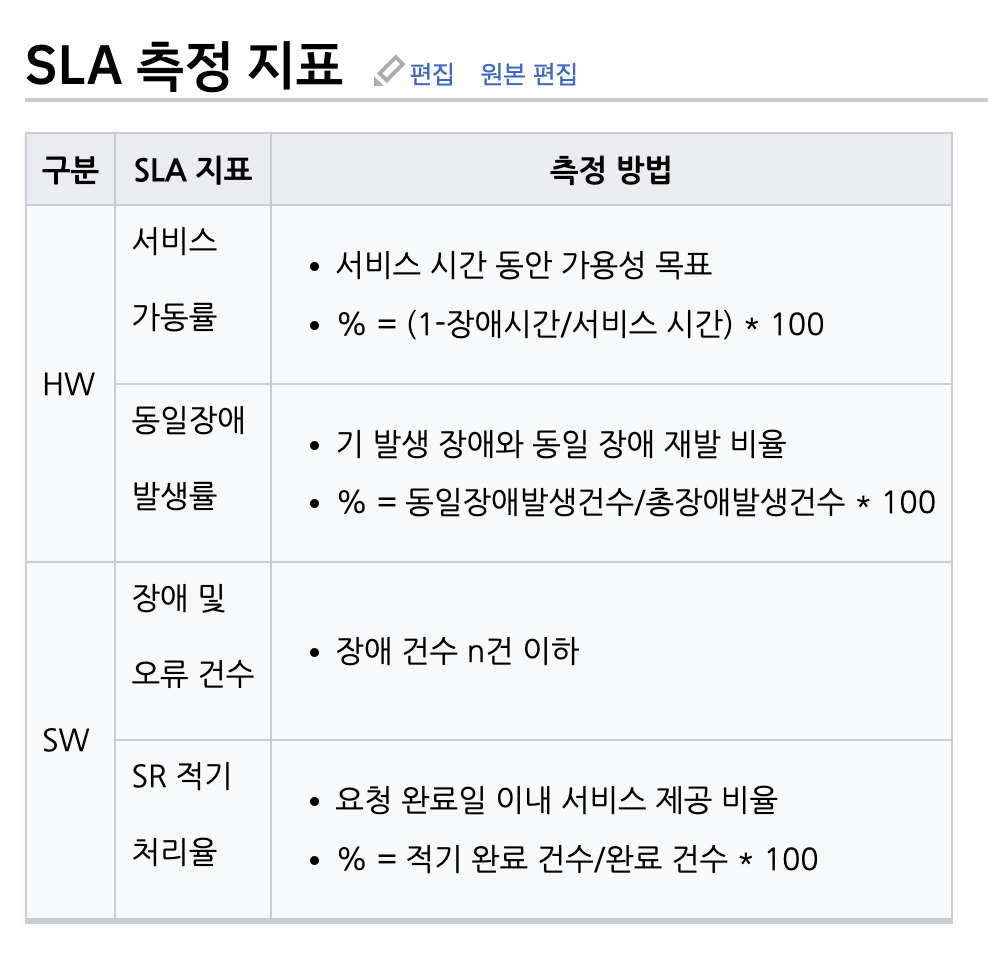 SLA 측정 지표 편집 원본 편집
구분 SLA 지표 측정 방법
HW
서비스
가동률
• 서비스 시간 동안 가용성 목표
• % = (1-장애시간/서비스 시간) * 100
동일장애
발생률
• 기 발생 장애와 동일 장애 재발 비율
• % = 동일장애발생건수/총장애발생건수 * 100
SW
장애 및
오류 건수
• 장애 건수 n건 이하
SR 적기
처리율
• 요청 완료일 이내 서비스 제공 비율
• % = 적기 완료 건수/완료 건수 * 100